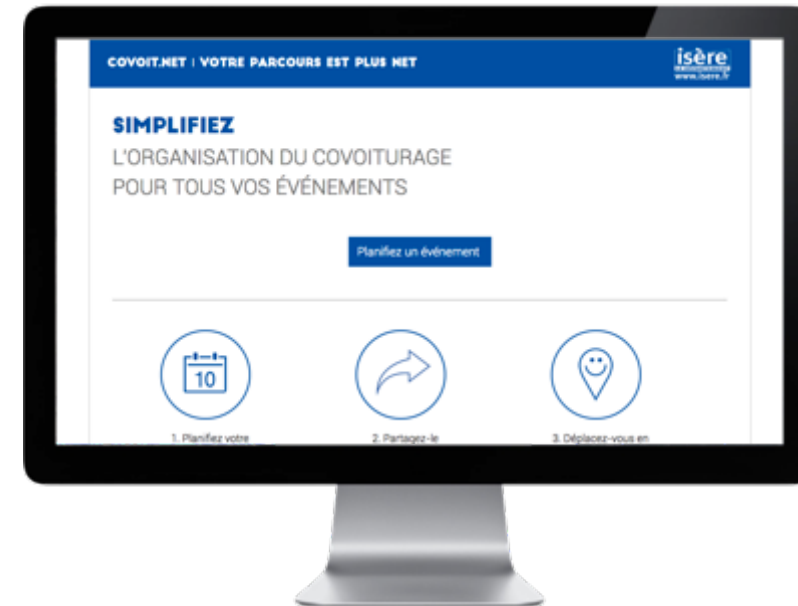 COVOIT.NET | VOTRE PARCOURS EST PLUS NET
isère
www.isere.fr
SIMPLIFIEZ
L'ORGANISATION DU COVOITURAGE
POUR TOUS VOS ÉVÉNEMENTS
Planifiez un événement
10
1. Planifiez votre
2. Partagez-le
3. Déplacez-vous en